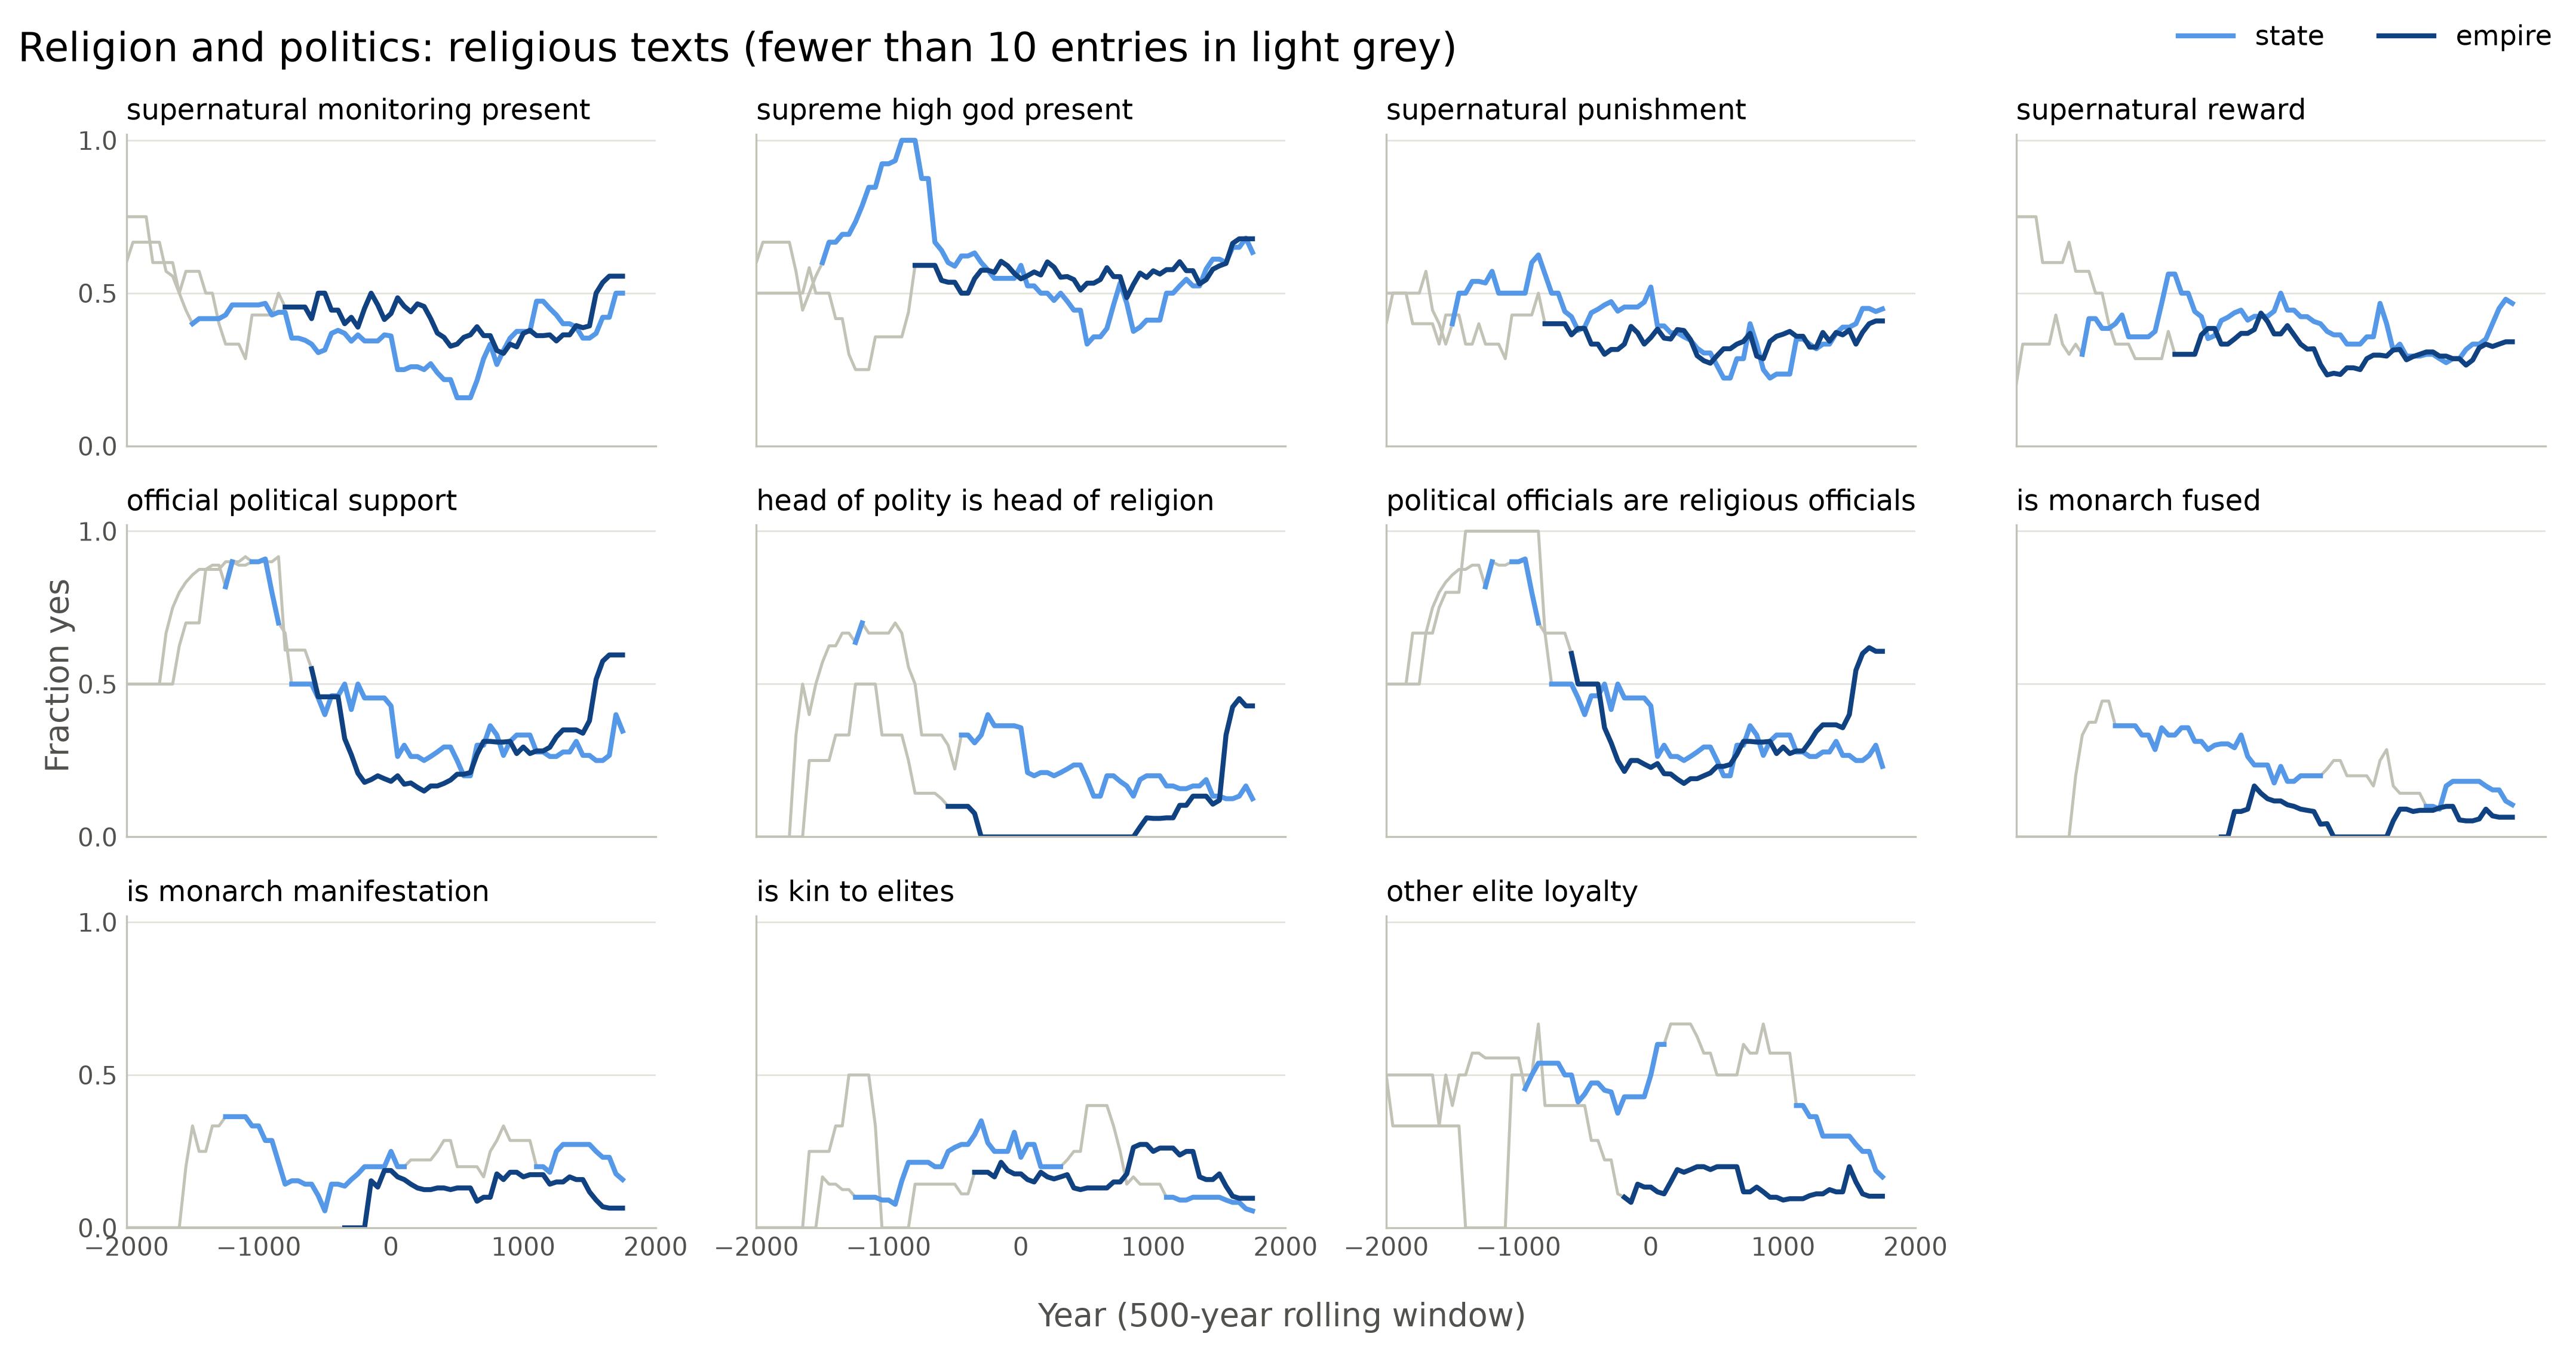 Religion and politics: religious texts (fewer than 10 entries in light grey)
state
empire
supernatural monitoring present
supreme high god present
supernatural punishment
supernatural reward
1.0
0.5
0.0
official political support
head of polity is head of religion
political officials are religious officials
is monarch fused
1.0
0.5
0.0
Fraction yes
is monarch manifestation
is kin to elites
other elite loyalty
1.0
0.5
0.0
−2000 −1000 0 1000 2000
−2000 −1000 0 1000 2000
−2000 −1000 0 1000 2000
Year (500-year rolling window)